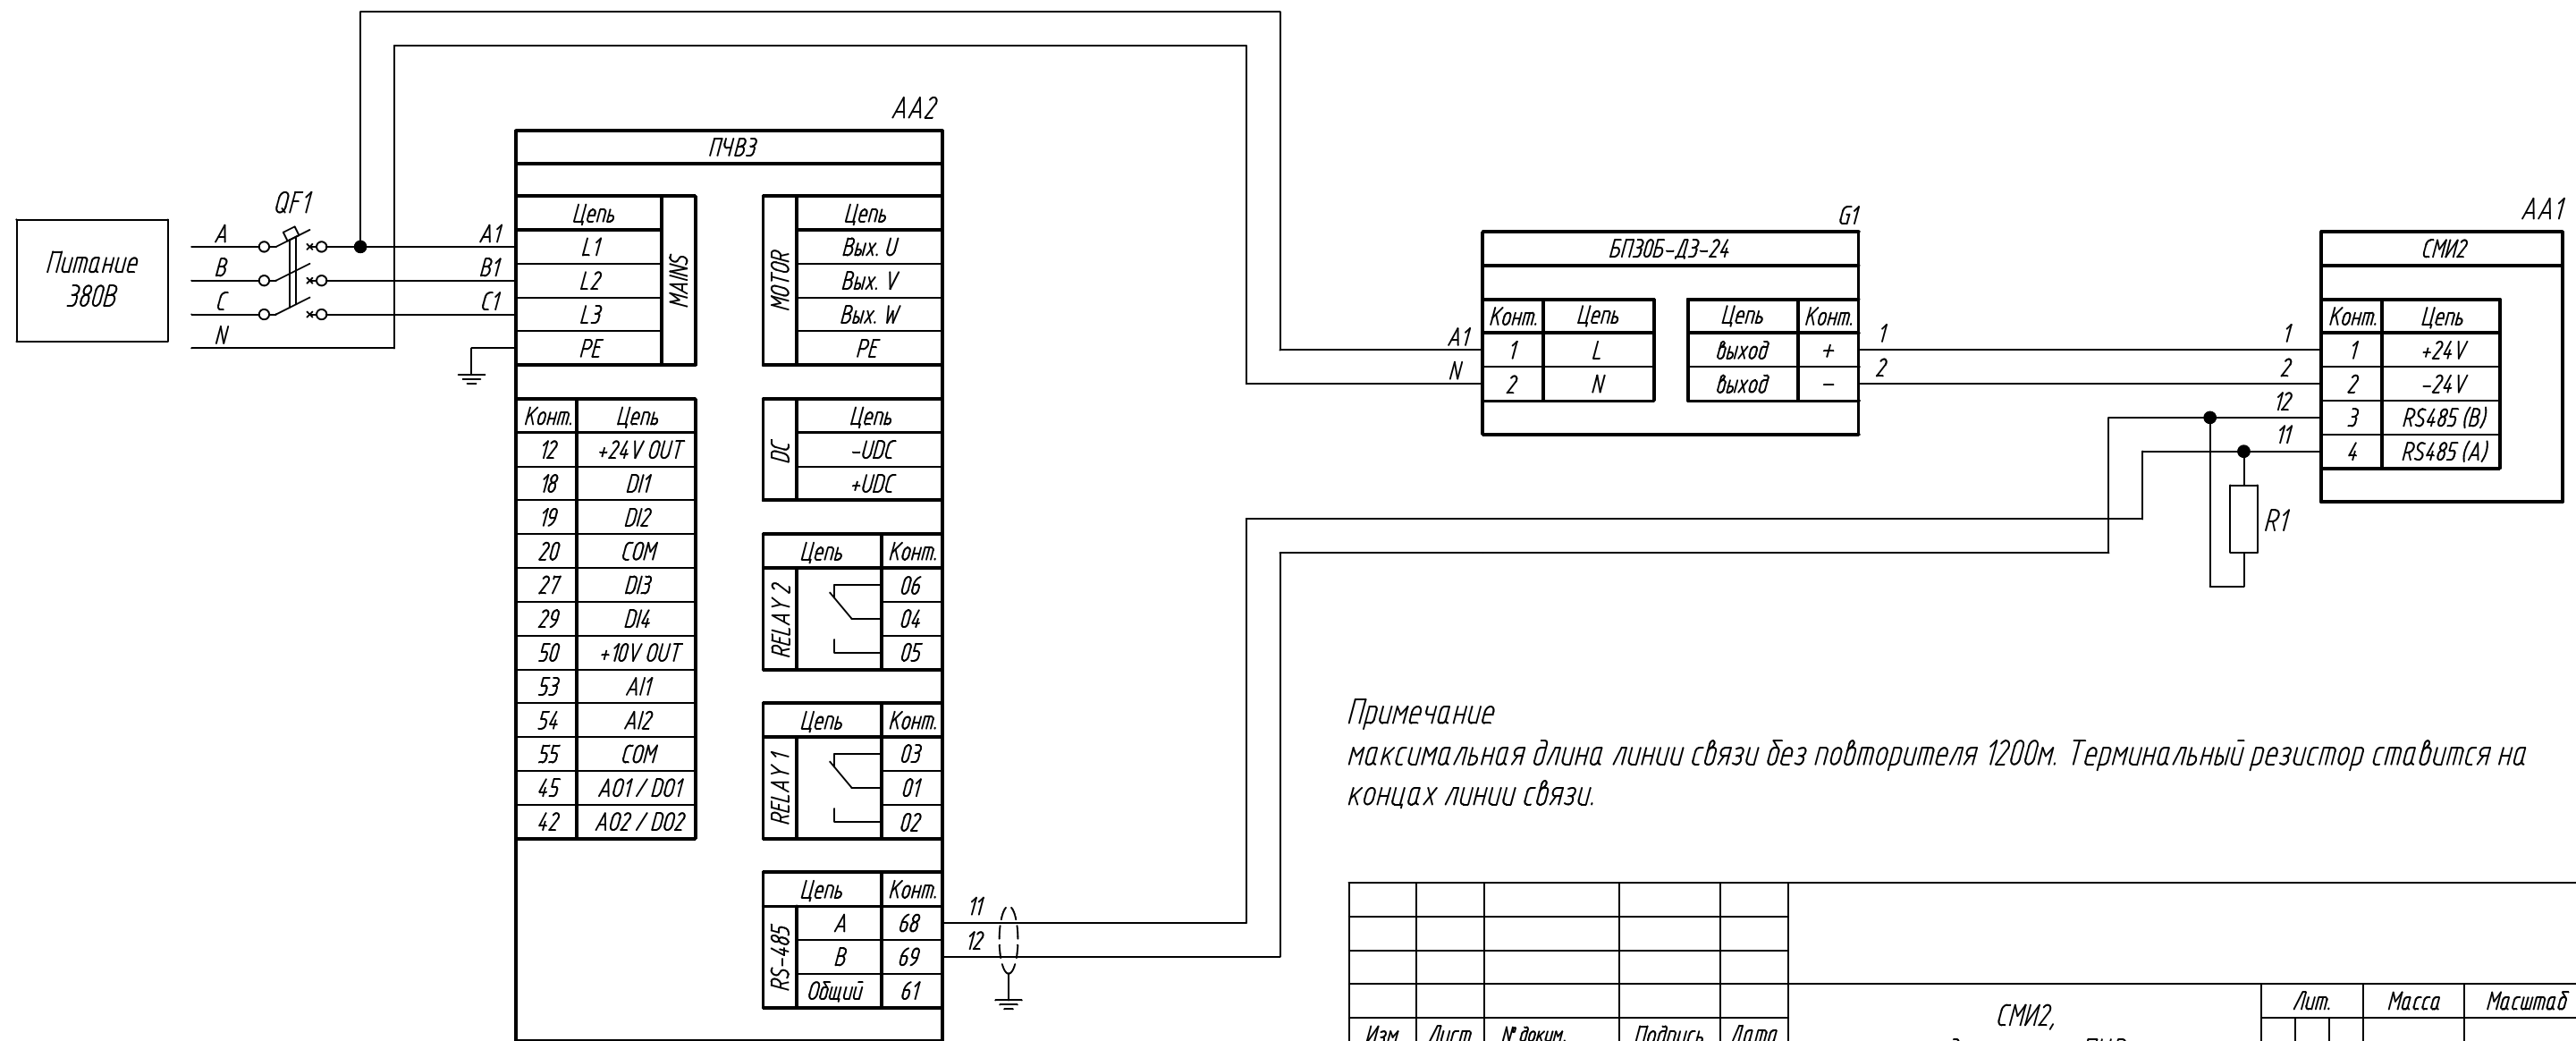 AA2
ПЧВ3
QF1
Питание
380В
A
B
C
N
A1
B1
C1
Цепь
L1
L2
L3
PE
MAINS
MOTOR
Цепь
Вых. U
Вых. V
Вых. W
PE
Конт. Цепь
12 +24V OUT
18 DI1
19 DI2
20 COM
27 DI3
29 DI4
50 +10V OUT
53 AI1
54 AI2
55 COM
45 AO1 / DO1
42 AO2 / DO2
DC
Цепь
-UDC
+UDC
RELAY 2
Цепь Конт.
06
04
05
RELAY 1
Цепь Конт.
03
01
02
RS-485
Цепь Конт.
A 68
B 69
Общий 61
11
12
G1
БП30Б-Д3-24
A1
N
Конт. Цепь
1 L
2 N
Цепь Конт.
выход +
выход -
1
2
AA1
СМИ2
1
2
12
11
Конт. Цепь
1 +24V
2 -24V
3 RS485 (B)
4 RS485 (A)
R1
Примечание
максимальная длина линии связи без повторителя 1200м. Терминальный резистор ставится на
концах линии связи.
Изм Лист № докум. Подпись Дата
СМИ2,
Лит. Масса Масштаб